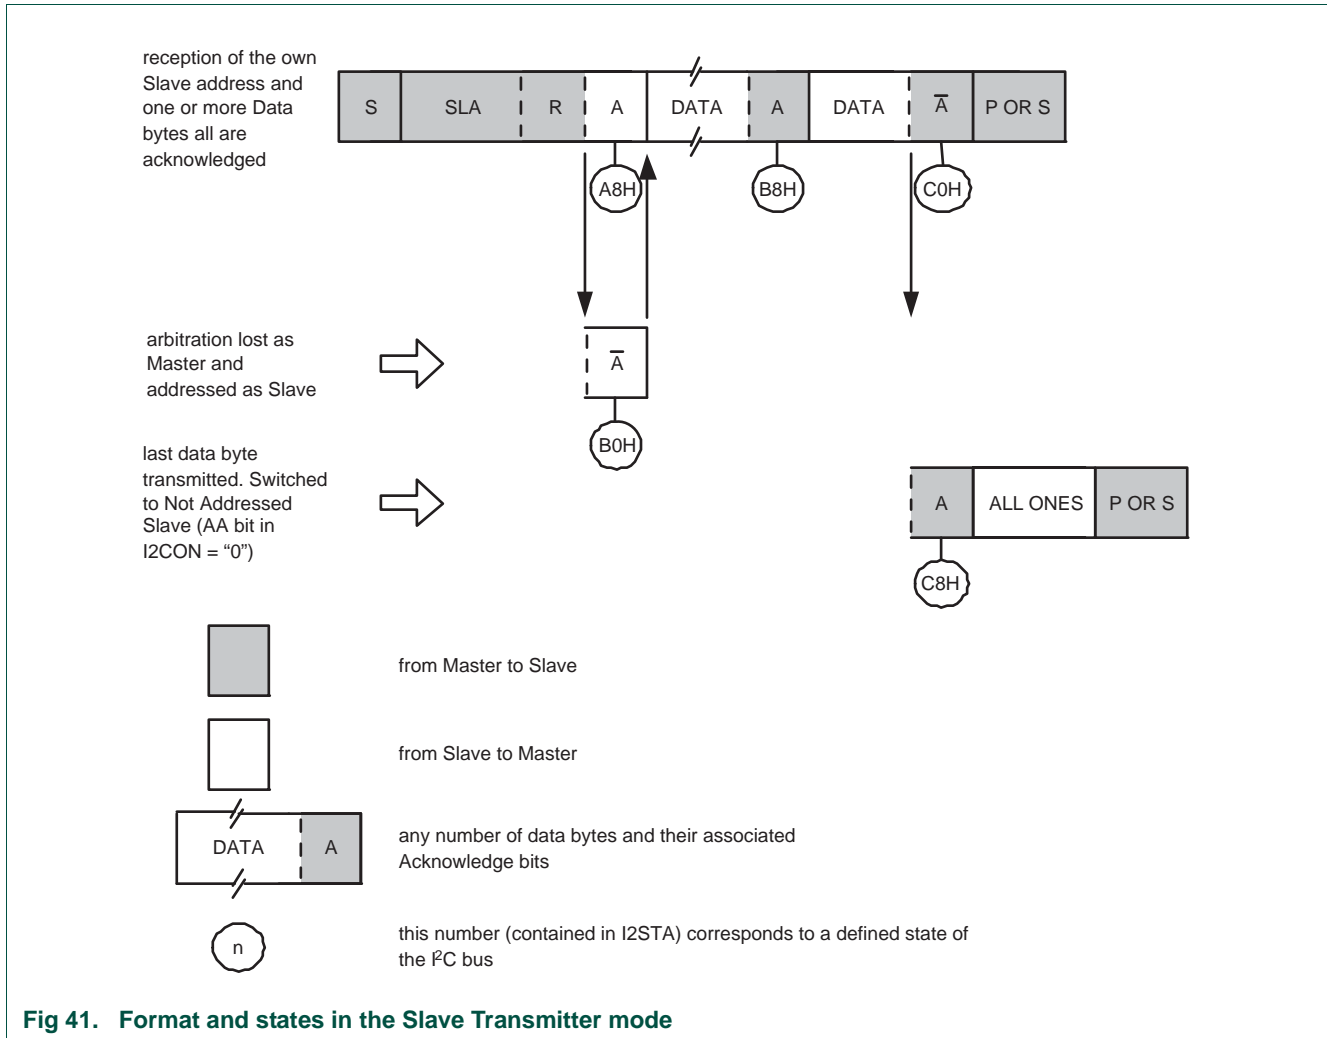 reception of the own
Slave address and
one or more Data
bytes all are
acknowledged
S SLA R A DATA A DATA A̅ P OR S
A8H B8H C0H
arbitration lost as
Master and
addressed as Slave
A̅
B0H
last data byte
transmitted. Switched
to Not Addressed
Slave (AA bit in
I2CON = “0”)
A ALL ONES P OR S
C8H
from Master to Slave
from Slave to Master
DATA A
any number of data bytes and their associated
Acknowledge bits
n
this number (contained in I2STA) corresponds to a defined state of
the I²C bus
Fig 41. Format and states in the Slave Transmitter mode